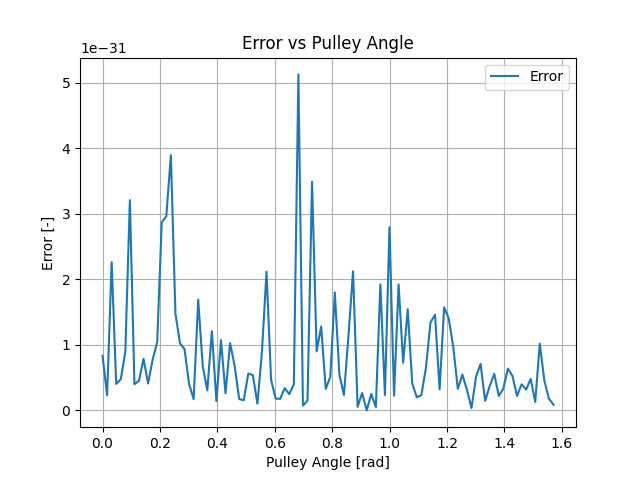 Error vs Pulley Angle
1e−31
Error
5
4
3
2
1
0
Error [-]
0.0 0.2 0.4 0.6 0.8 1.0 1.2 1.4 1.6
Pulley Angle [rad]